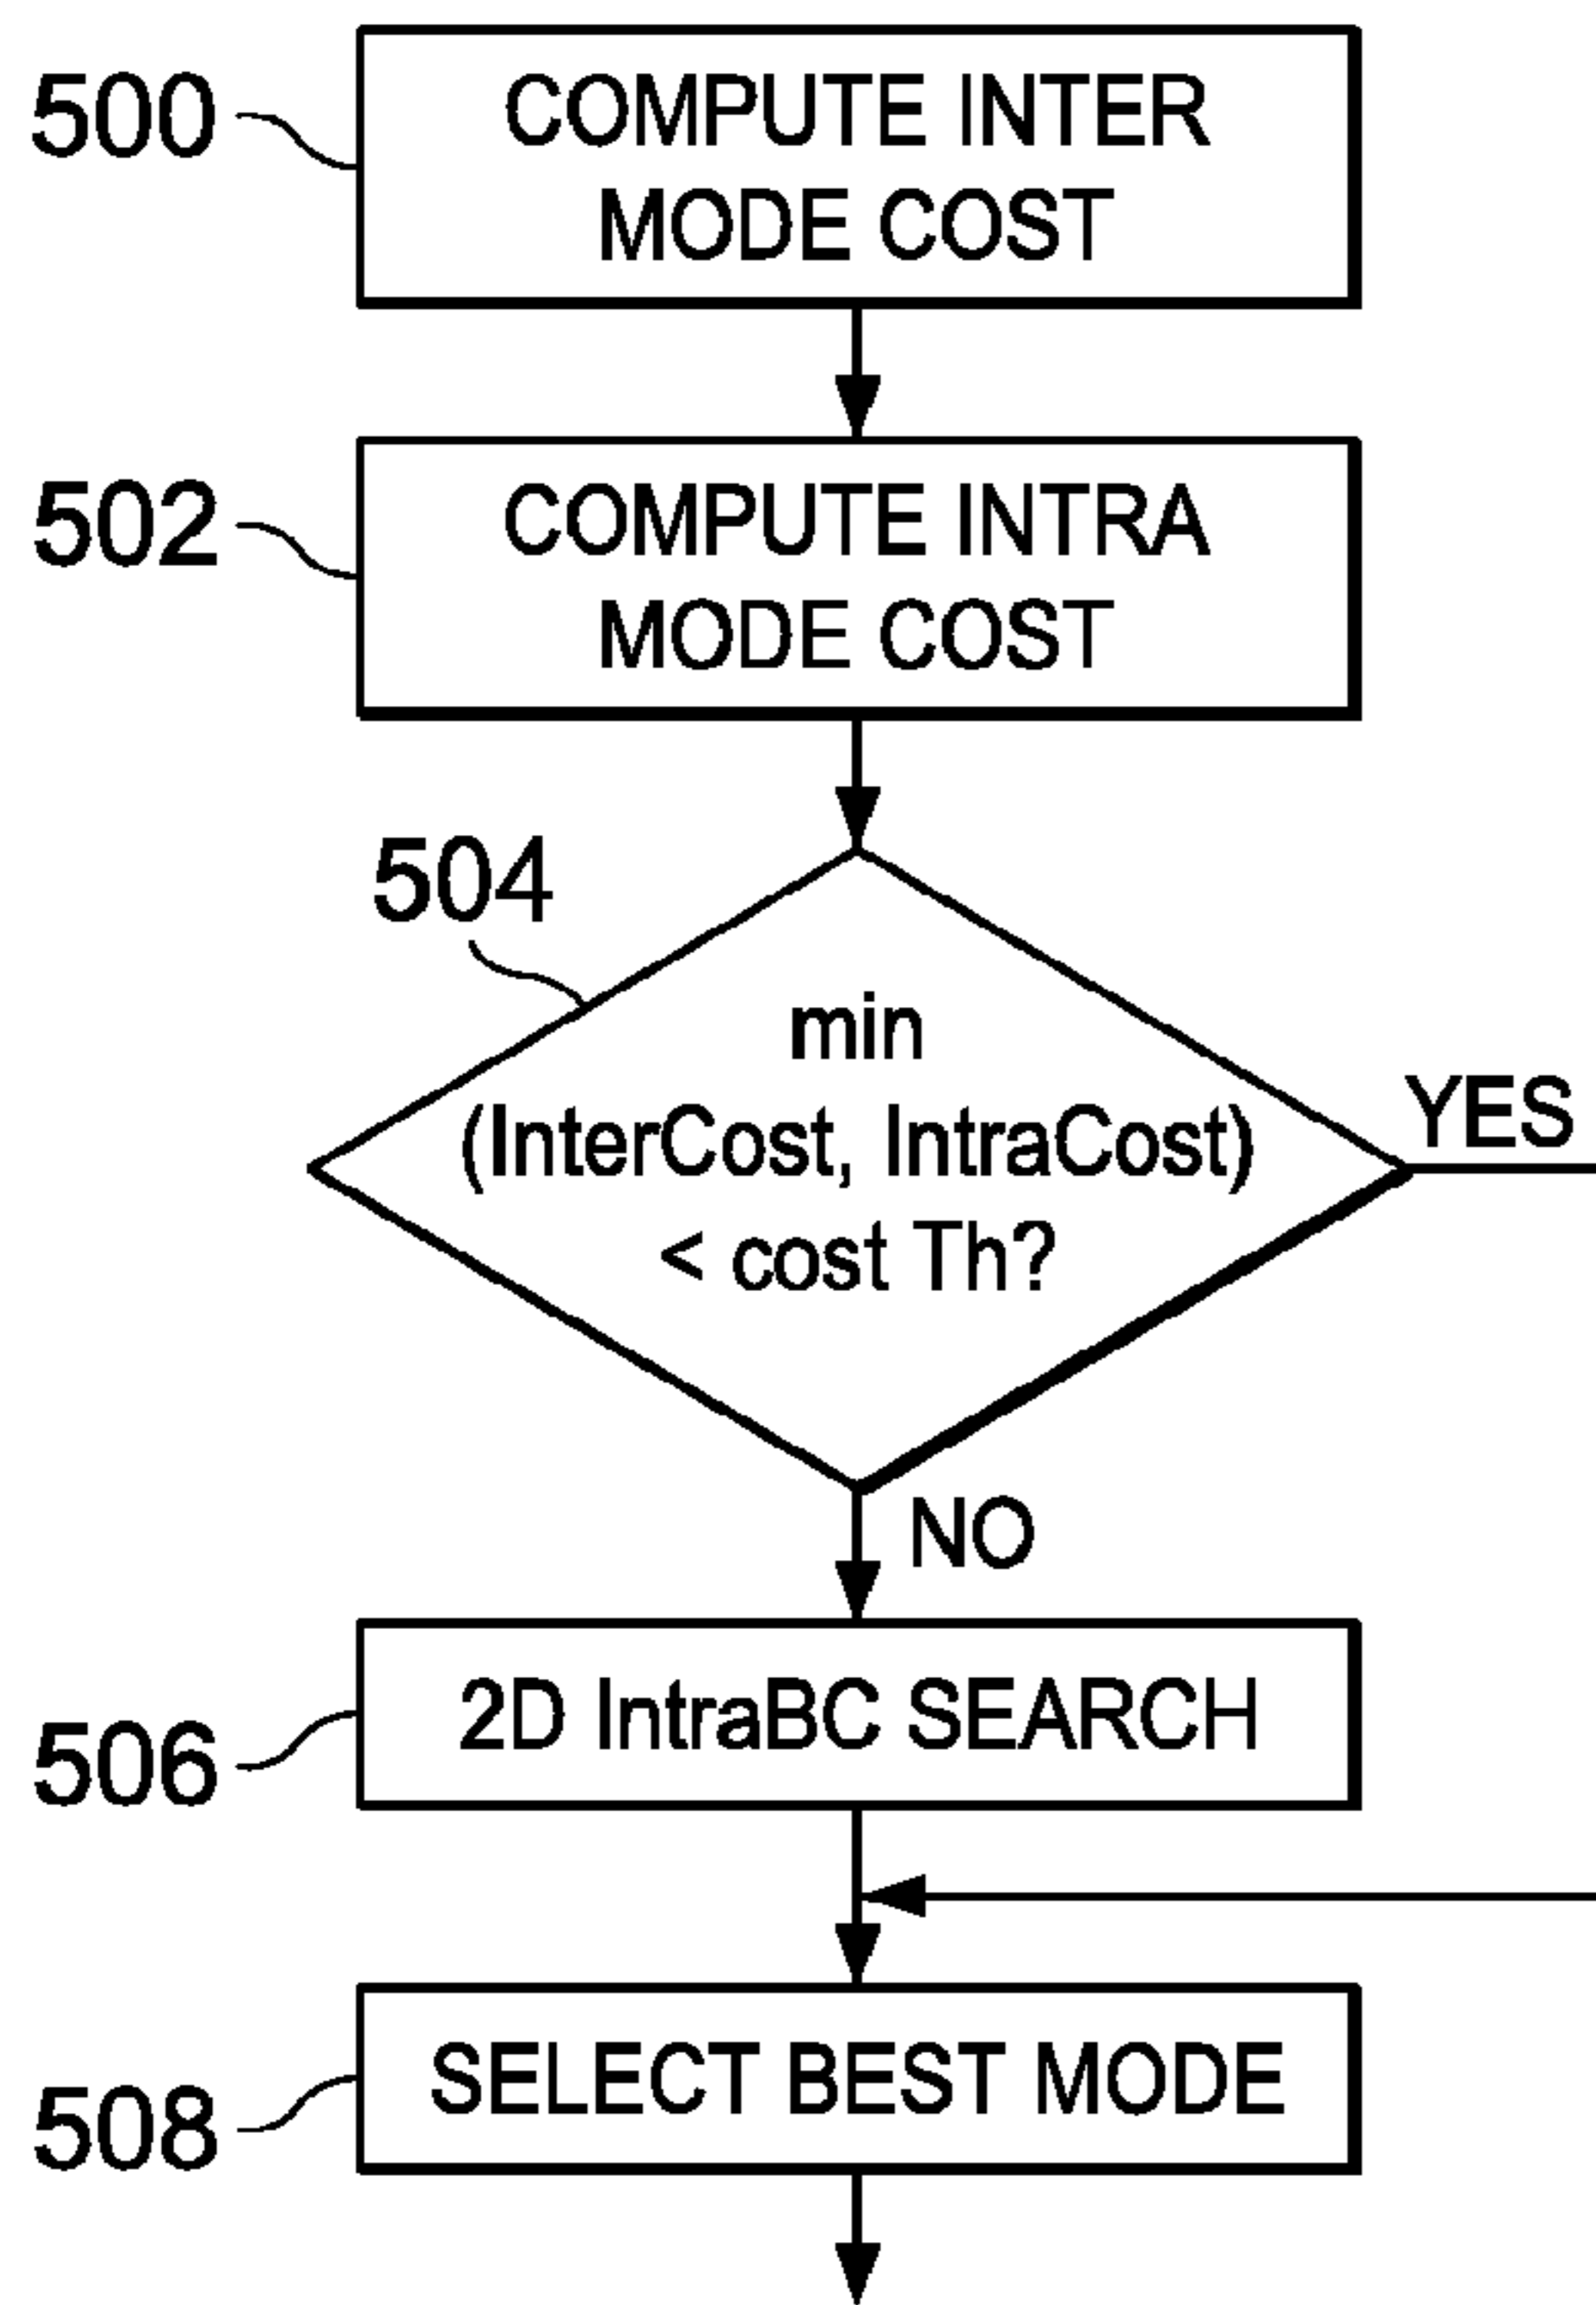 500
COMPUTE INTER
MODE COST
502
COMPUTE INTRA
MODE COST
504
min
(InterCost, IntraCost)
< cost Th?
YES
NO
506
2D IntraBC SEARCH
508
SELECT BEST MODE